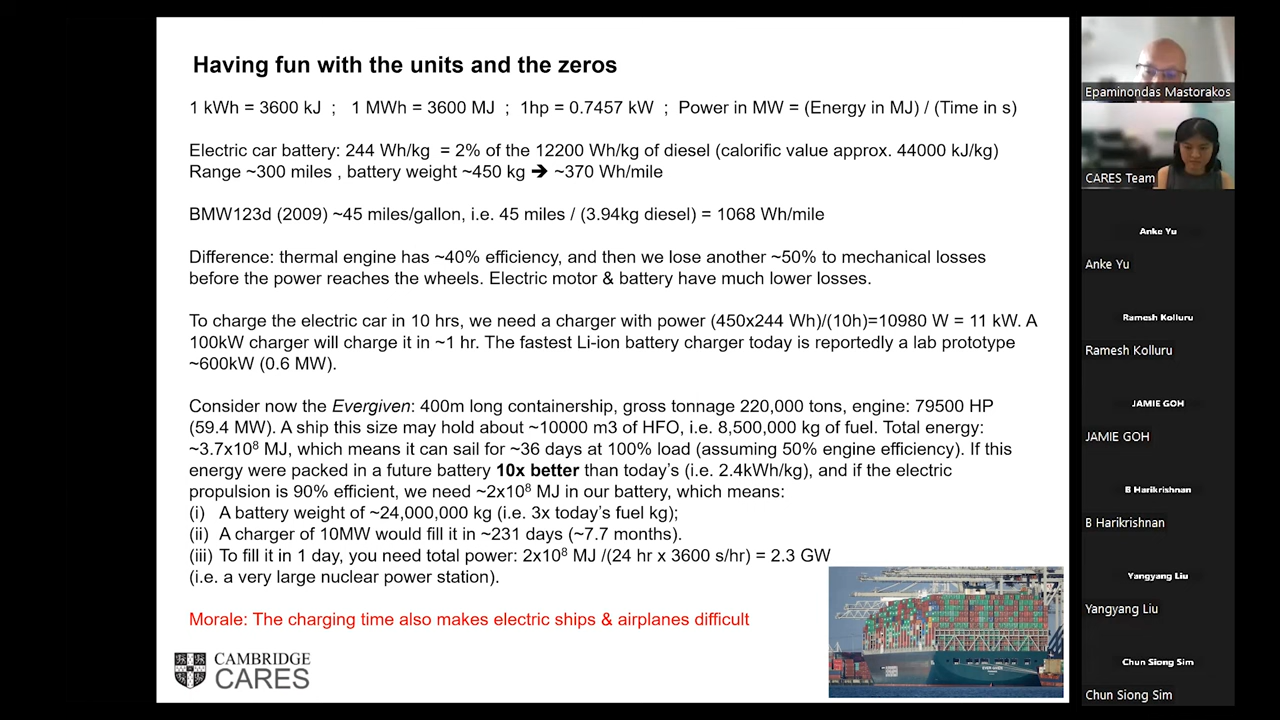 Having fun with the units and the zeros
1 kWh = 3600 kJ ; 1 MWh = 3600 MJ ; 1hp = 0.7457 kW ; Power in MW = (Energy in MJ) / (Time in s)
Electric car battery: 244 Wh/kg = 2% of the 12200 Wh/kg of diesel (calorific value approx. 44000 kJ/kg)
Range ~300 miles , battery weight ~450 kg ➔ ~370 Wh/mile
BMW123d (2009) ~45 miles/gallon, i.e. 45 miles / (3.94kg diesel) = 1068 Wh/mile
Difference: thermal engine has ~40% efficiency, and then we lose another ~50% to mechanical losses
before the power reaches the wheels. Electric motor & battery have much lower losses.
To charge the electric car in 10 hrs, we need a charger with power (450x244 Wh)/(10h)=10980 W = 11 kW. A
100kW charger will charge it in ~1 hr. The fastest Li-ion battery charger today is reportedly a lab prototype
~600kW (0.6 MW).
Consider now the Evergiven: 400m long containership, gross tonnage 220,000 tons, engine: 79500 HP
(59.4 MW). A ship this size may hold about ~10000 m3 of HFO, i.e. 8,500,000 kg of fuel. Total energy:
~3.7x10⁸ MJ, which means it can sail for ~36 days at 100% load (assuming 50% engine efficiency). If this
energy were packed in a future battery 10x better than today's (i.e. 2.4kWh/kg), and if the electric
propulsion is 90% efficient, we need ~2x10⁸ MJ in our battery, which means:
(i) A battery weight of ~24,000,000 kg (i.e. 3x today's fuel kg);
(ii) A charger of 10MW would fill it in ~231 days (~7.7 months).
(iii) To fill it in 1 day, you need total power: 2x10⁸ MJ /(24 hr x 3600 s/hr) = 2.3 GW
(i.e. a very large nuclear power station).
Morale: The charging time also makes electric ships & airplanes difficult
CAMBRIDGE
CARES
Epaminondas Mastorakos
CARES Team
Anke Yu
Anke Yu
Ramesh Kolluru
Ramesh Kolluru
JAMIE GOH
JAMIE GOH
B Harikrishnan
B Harikrishnan
Yangyang Liu
Yangyang Liu
Chun Siong Sim
Chun Siong Sim